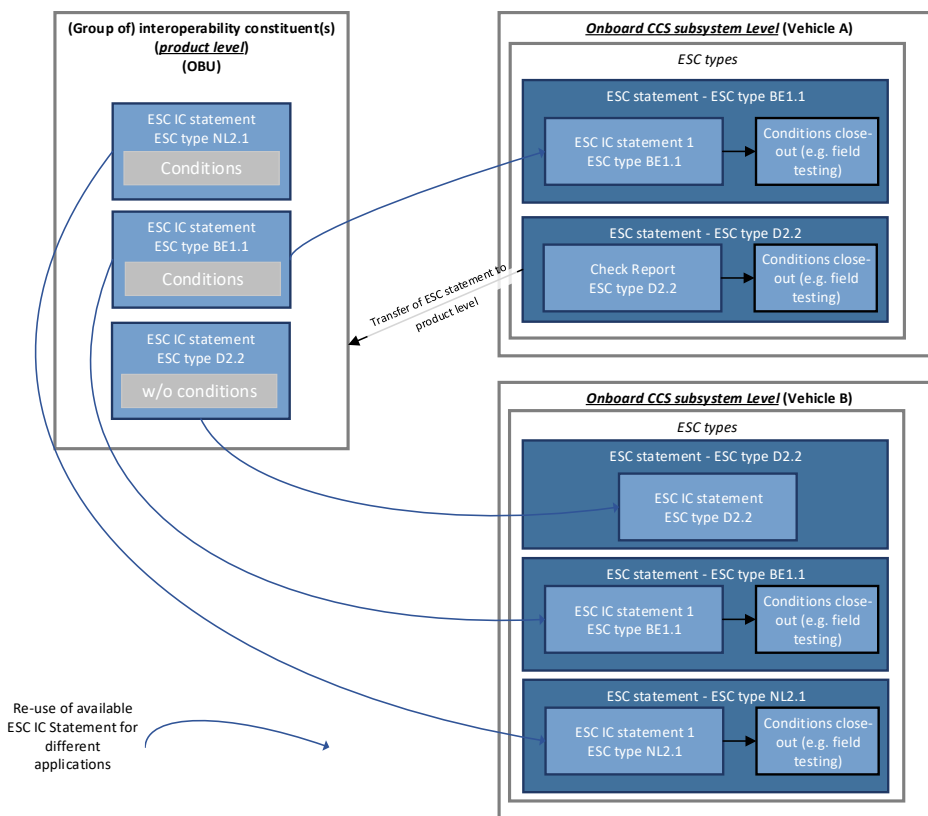 (Group of) interoperability constituent(s)
(product level)
(OBU)
ESC IC statement
ESC type NL2.1
Conditions
ESC IC statement
ESC type BE1.1
Conditions
ESC IC statement
ESC type D2.2
w/o conditions
Transfer of ESC statement to
product level
Onboard CCS subsystem Level (Vehicle A)
ESC types
ESC statement - ESC type BE1.1
ESC IC statement 1
ESC type BE1.1
Conditions close-
out (e.g. field
testing)
ESC statement - ESC type D2.2
Check Report
ESC type D2.2
Conditions close-
out (e.g. field
testing)
Onboard CCS subsystem Level (Vehicle B)
ESC types
ESC statement - ESC type D2.2
ESC IC statement
ESC type D2.2
ESC statement - ESC type BE1.1
ESC IC statement 1
ESC type BE1.1
Conditions close-
out (e.g. field
testing)
ESC statement - ESC type NL2.1
ESC IC statement 1
ESC type NL2.1
Conditions close-
out (e.g. field
testing)
Re-use of available
ESC IC Statement for
different
applications